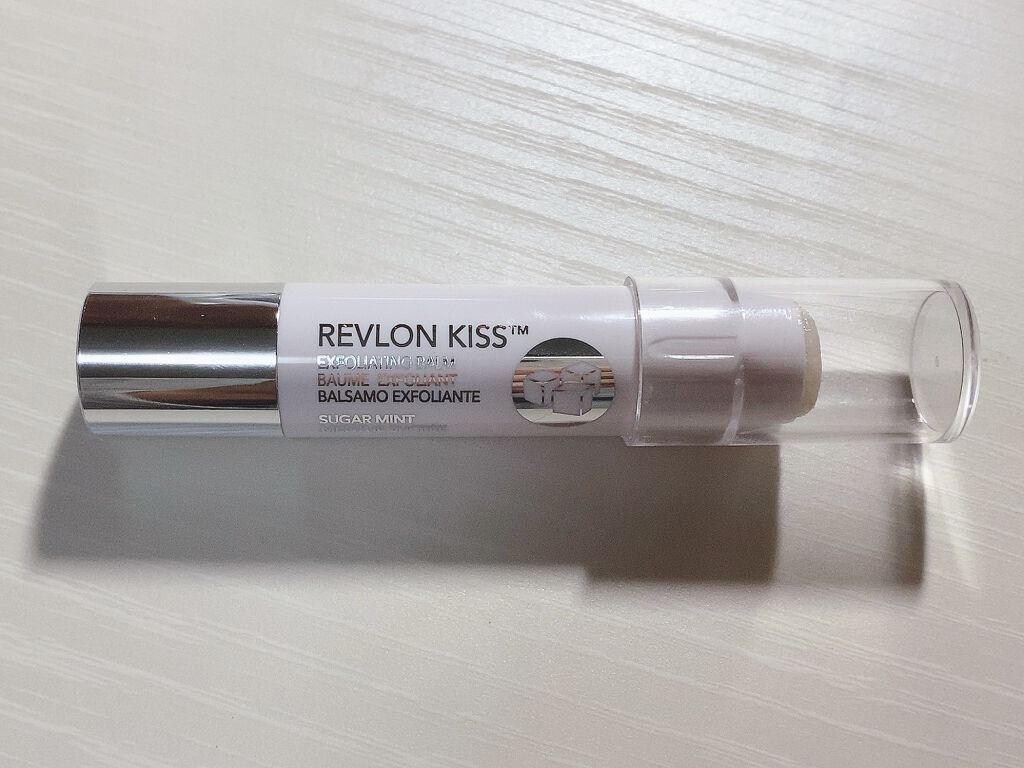 REVLON KISS™
EXFOLIATING BALM
BAUME EXFOLIANT
BALSAMO EXFOLIANTE
SUGAR MINT